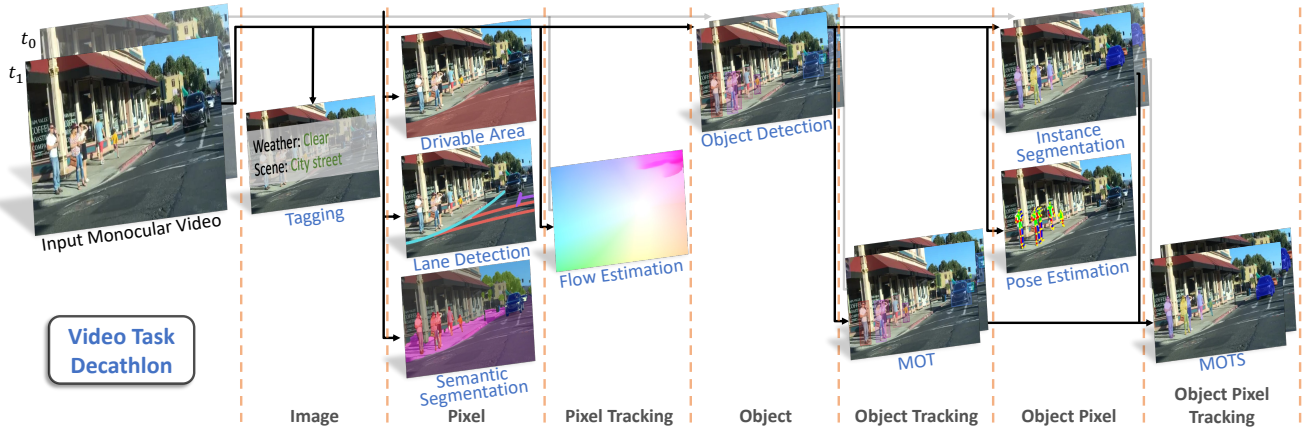 t0
t1
Input Monocular Video
Weather: Clear
Scene: City street
Tagging
Drivable Area
Lane Detection
Semantic
Segmentation
Flow Estimation
Object Detection
MOT
Instance
Segmentation
Pose Estimation
MOTS
Video Task
Decathlon
Image
Pixel
Pixel Tracking
Object
Object Tracking
Object Pixel
Object Pixel
Tracking